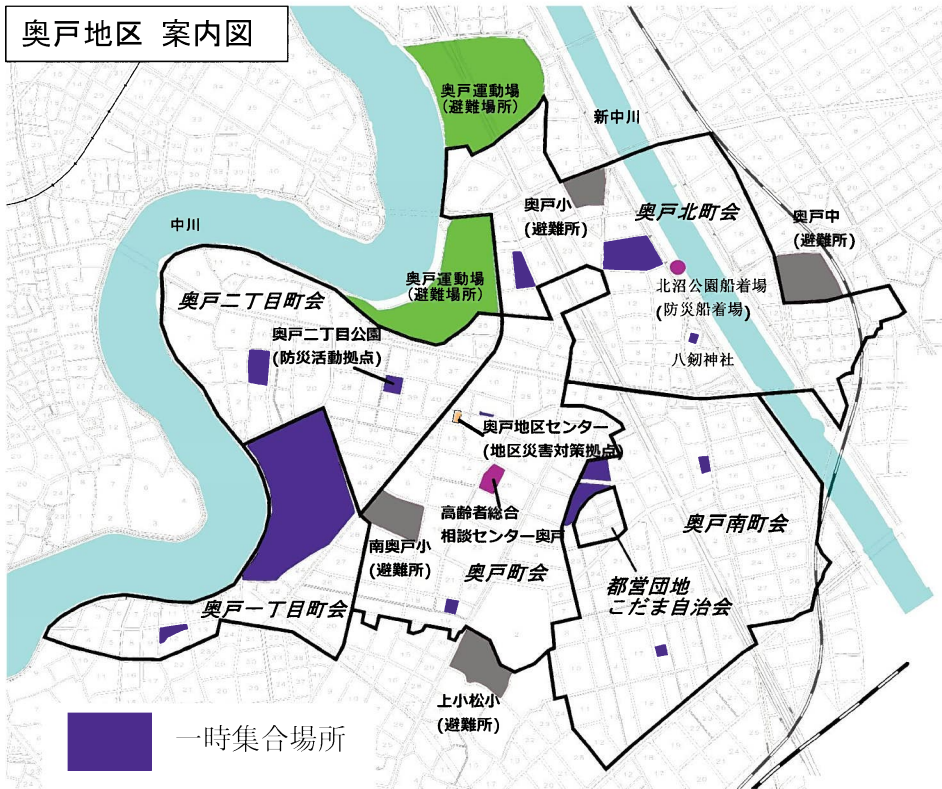 奥戸地区 案内図
奥戸運動場
(避難場所)
新中川
奥戸小
(避難所)
奥戸北町会
奥戸中
(避難所)
中川
奥戸運動場
(避難場所)
北沼公園船着場
(防災船着場)
奥戸二丁目町会
奥戸二丁目公園
(防災活動拠点)
八剱神社
奥戸地区センター
(地区災害対策拠点)
高齢者総合
相談センター奥戸
奥戸南町会
南奥戸小
(避難所)
奥戸町会
都営団地
こだま自治会
奥戸一丁目町会
上小松小
(避難所)
一時集合場所